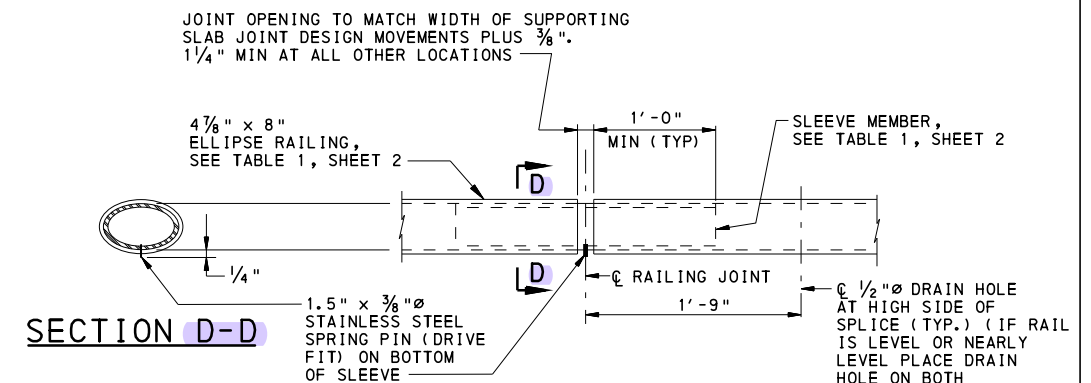 JOINT OPENING TO MATCH WIDTH OF SUPPORTING
SLAB JOINT DESIGN MOVEMENTS PLUS 3/8".
1 1/4" MIN AT ALL OTHER LOCATIONS
4 7/8" x 8"
ELLIPSE RAILING,
SEE TABLE 1, SHEET 2
1'-0"
MIN (TYP)
SLEEVE MEMBER,
SEE TABLE 1, SHEET 2
D
D
1/4"
℄ RAILING JOINT
1'-9"
1.5" x 3/8"Ø
STAINLESS STEEL
SPRING PIN (DRIVE
FIT) ON BOTTOM
OF SLEEVE
℄ 1/2"Ø DRAIN HOLE
AT HIGH SIDE OF
SPLICE (TYP.) (IF RAIL
IS LEVEL OR NEARLY
LEVEL PLACE DRAIN
HOLE ON BOTH
SECTION D-D